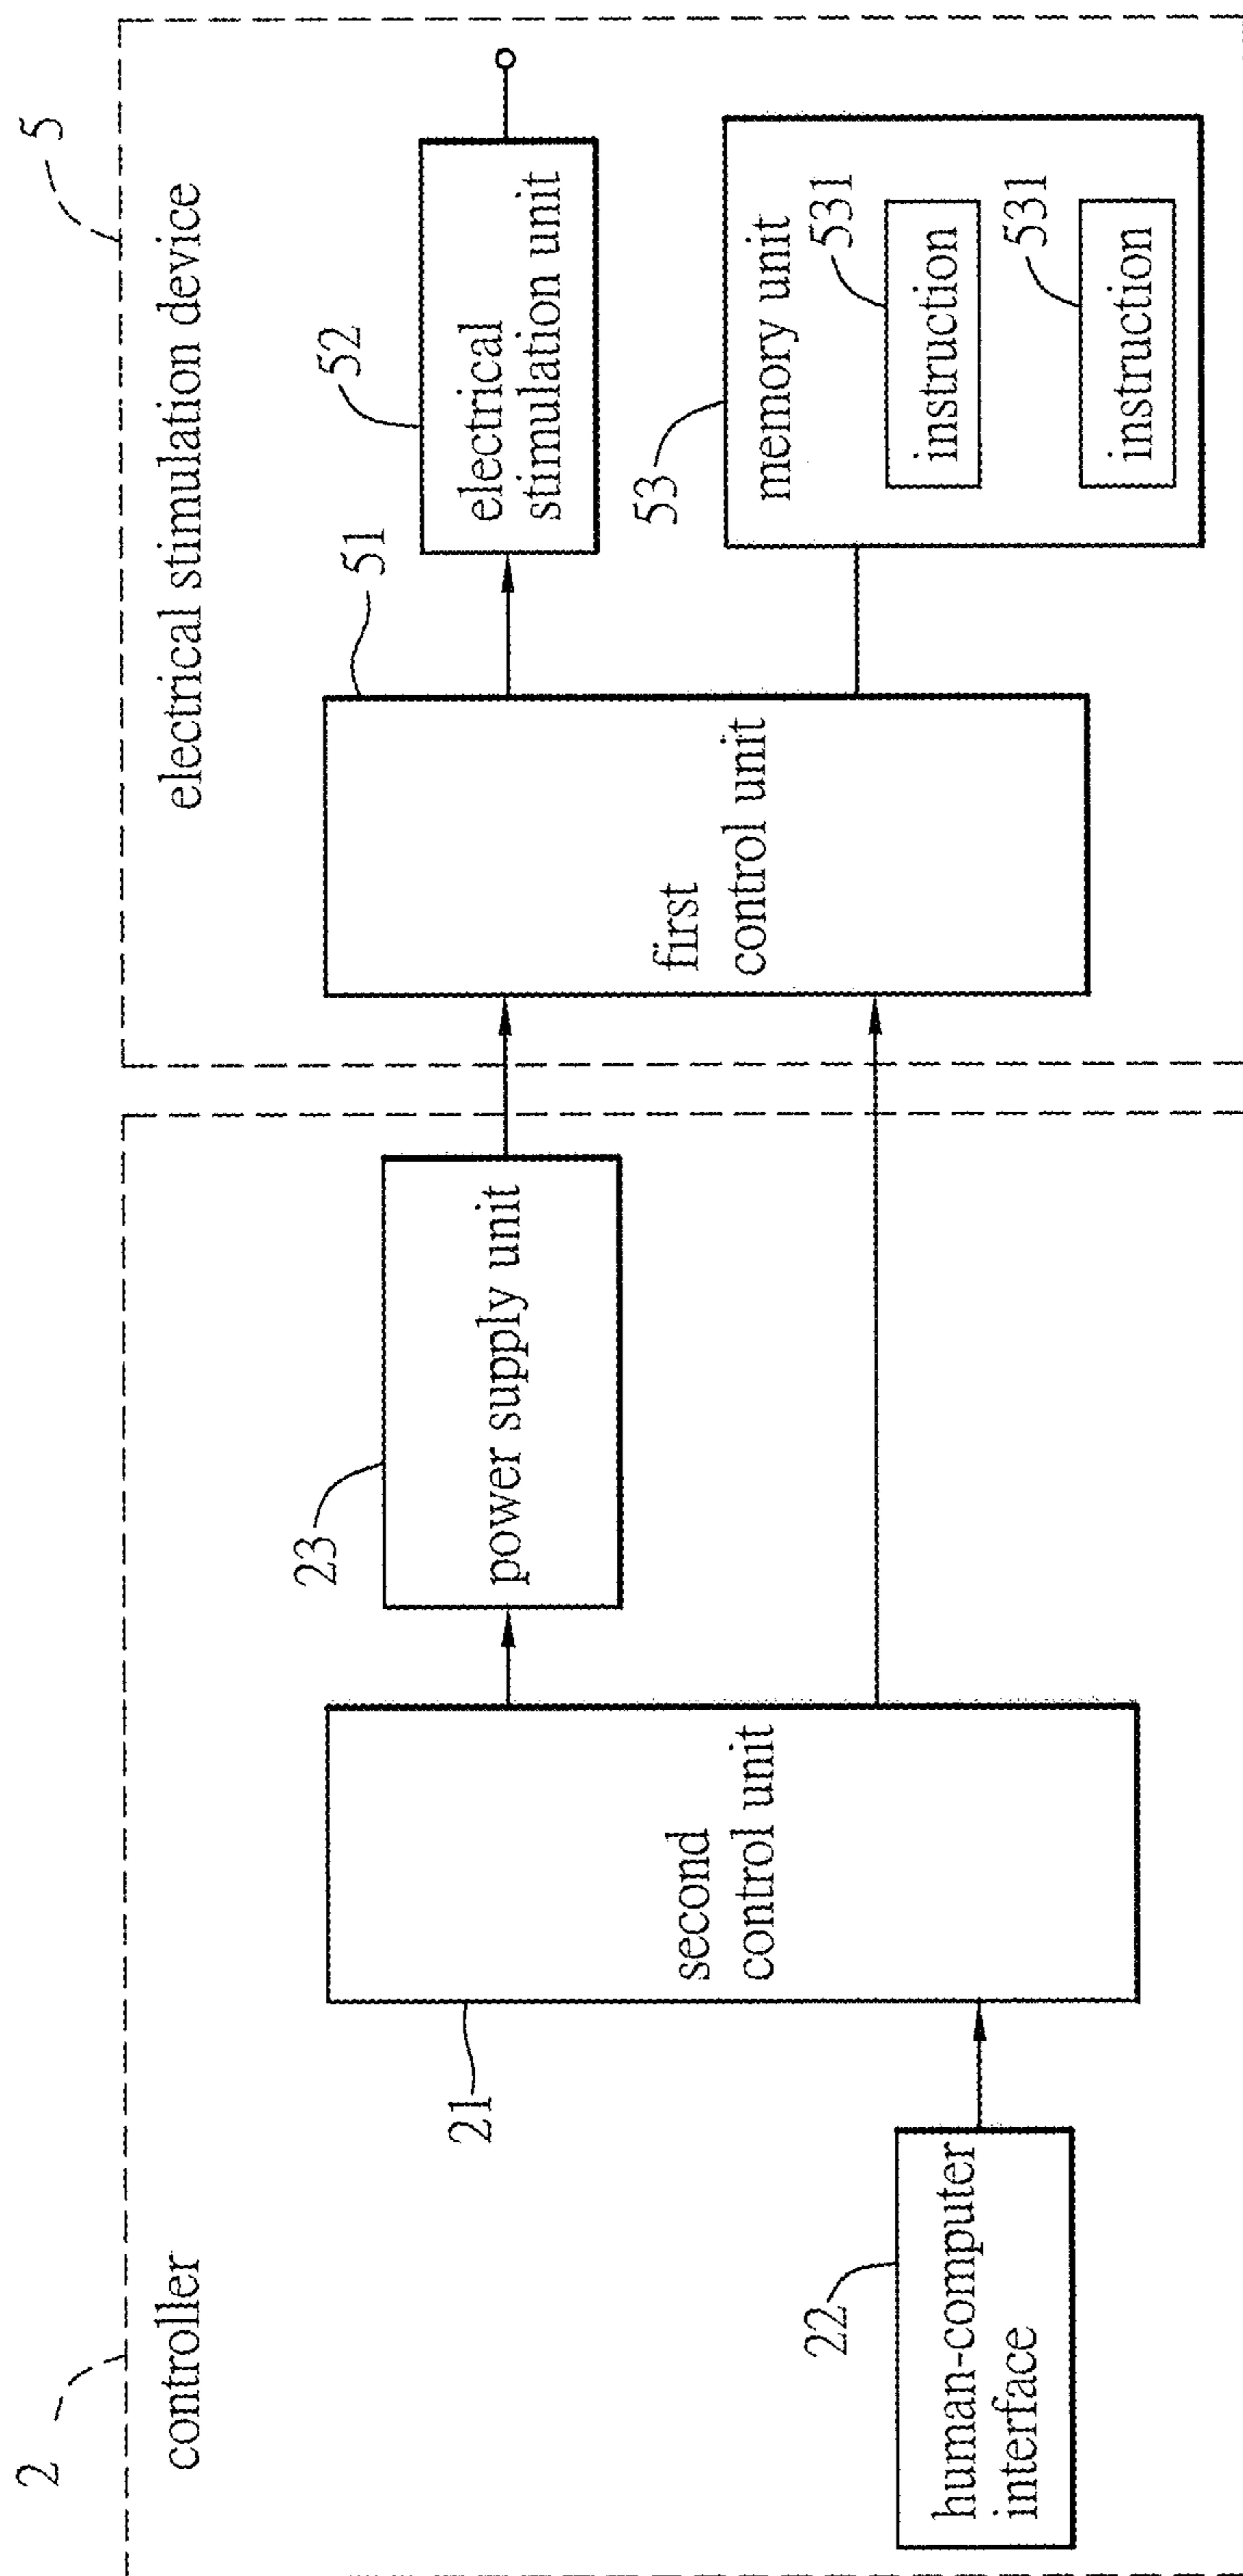 2
controller
21
second
control unit
22
human-computer
interface
23
power supply unit
5
electrical stimulation device
51
first
control unit
52
electrical
stimulation unit
53
memory unit
531
instruction
531
instruction